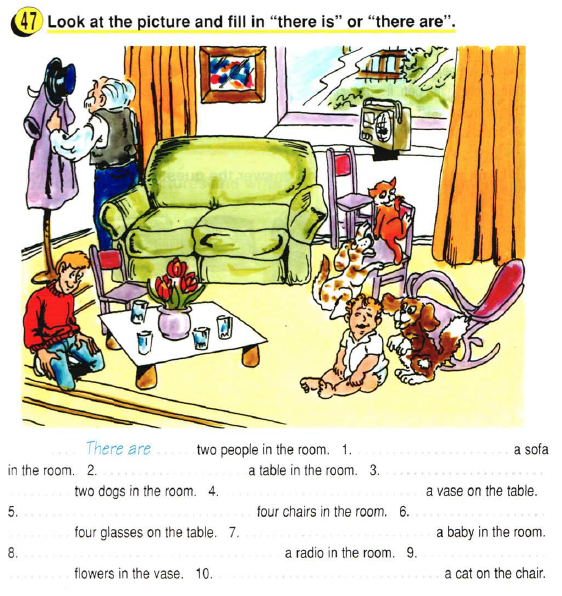 47 Look at the picture and fill in “there is” or “there are”.
..... There are ..... two people in the room. 1. .................... a sofa
in the room. 2. .................... a table in the room. 3. ....................
.......... two dogs in the room. 4. .................... a vase on the table.
5. .................... four chairs in the room. 6. ....................
.......... four glasses on the table. 7. .................... a baby in the room.
8. .................... a radio in the room. 9. ....................
.......... flowers in the vase. 10. .................... a cat on the chair.